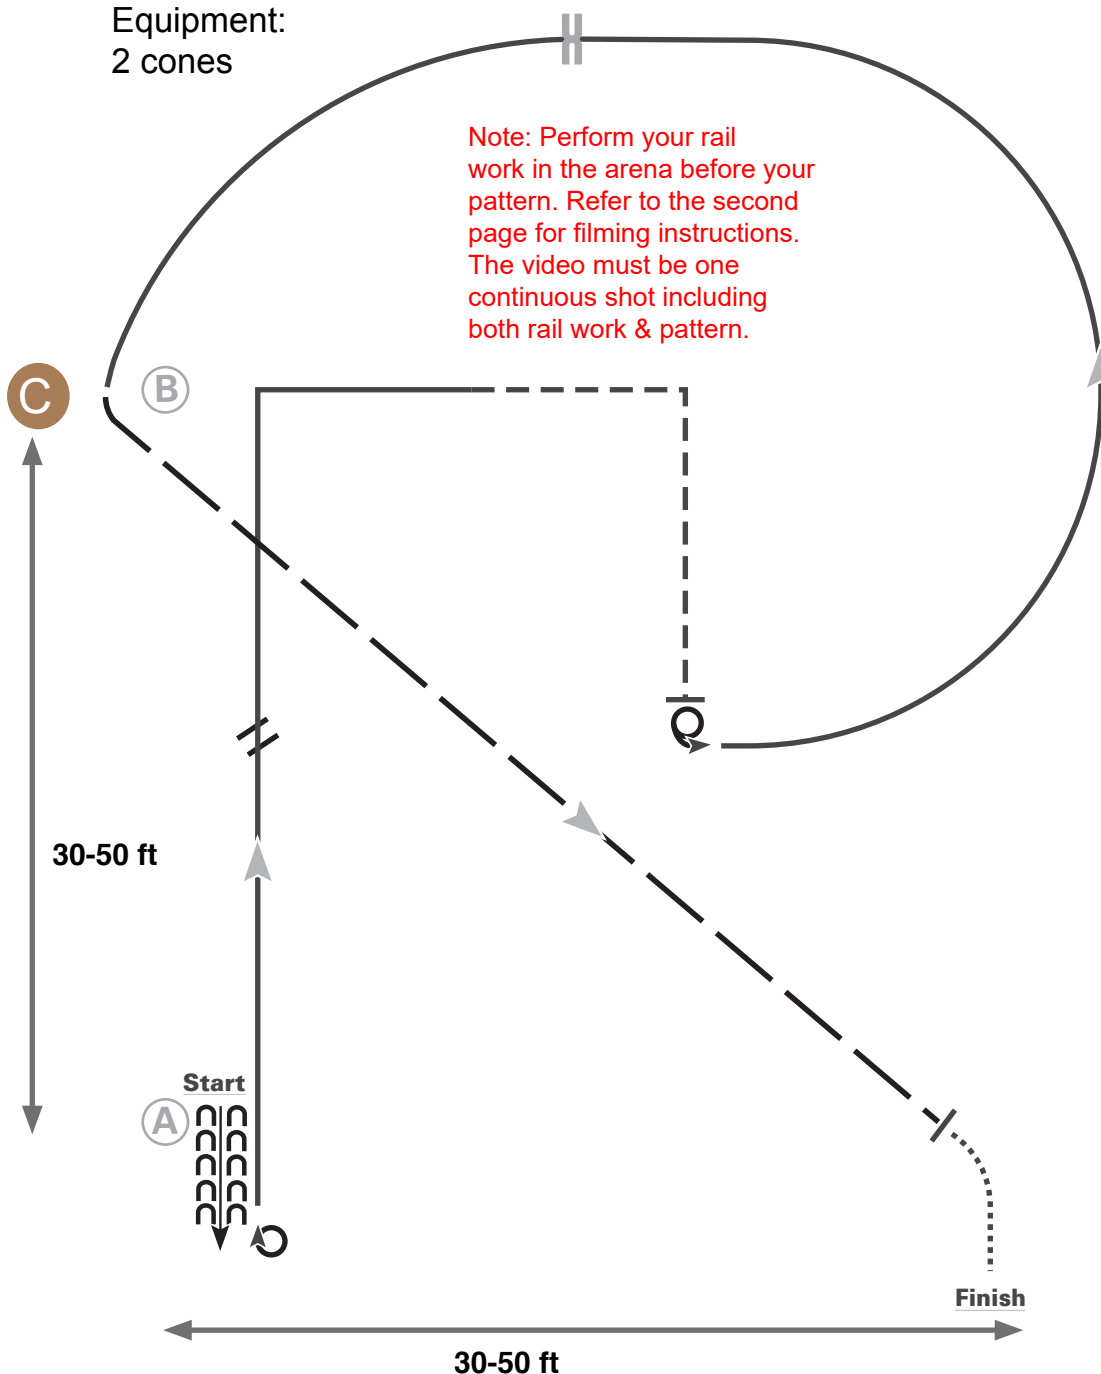 Equipment:
2 cones
Note: Perform your rail
work in the arena before your
pattern. Refer to the second
page for filming instructions.
The video must be one
continuous shot including
both rail work & pattern.
C
B
30-50 ft
Start
A
Finish
30-50 ft